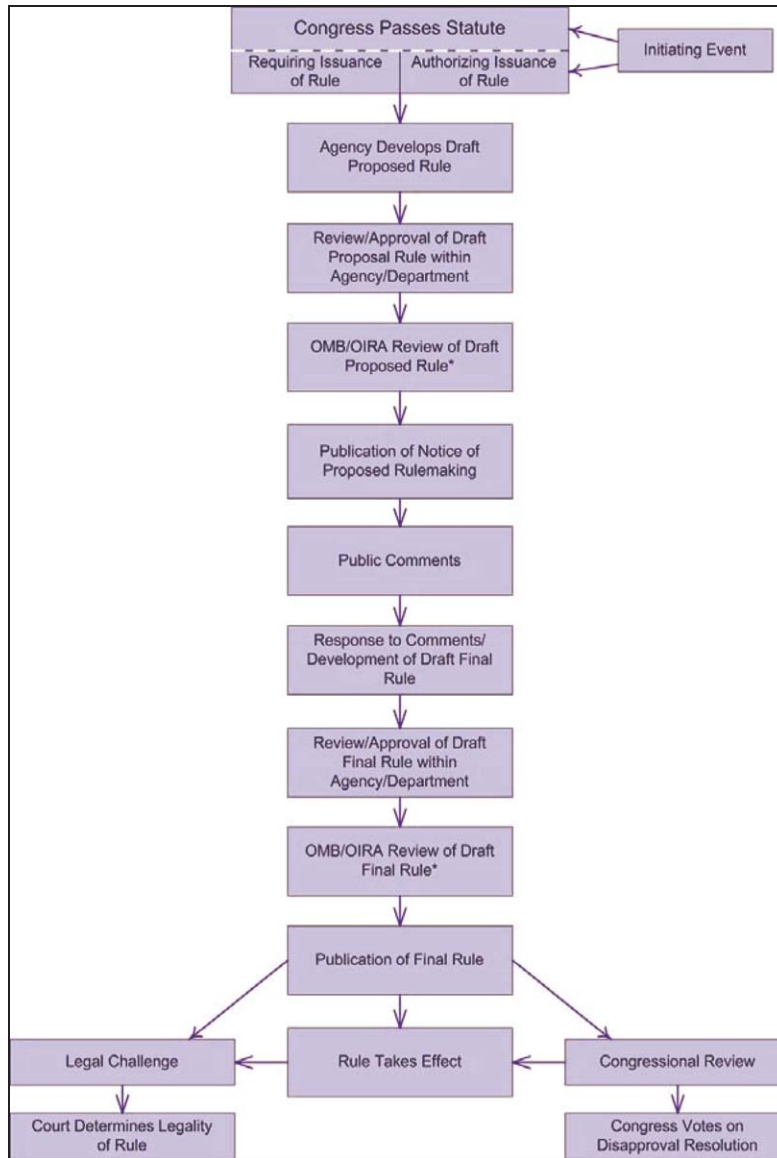 Congress Passes Statute
Initiating Event
Requiring Issuance
of Rule
Authorizing Issuance
of Rule
Agency Develops Draft
Proposed Rule
Review/Approval of Draft
Proposal Rule within
Agency/Department
OMB/OIRA Review of Draft
Proposed Rule*
Publication of Notice of
Proposed Rulemaking
Public Comments
Response to Comments/
Development of Draft Final
Rule
Review/Approval of Draft
Final Rule within
Agency/Department
OMB/OIRA Review of Draft
Final Rule*
Publication of Final Rule
Legal Challenge
Rule Takes Effect
Congressional Review
Court Determines Legality
of Rule
Congress Votes on
Disapproval Resolution